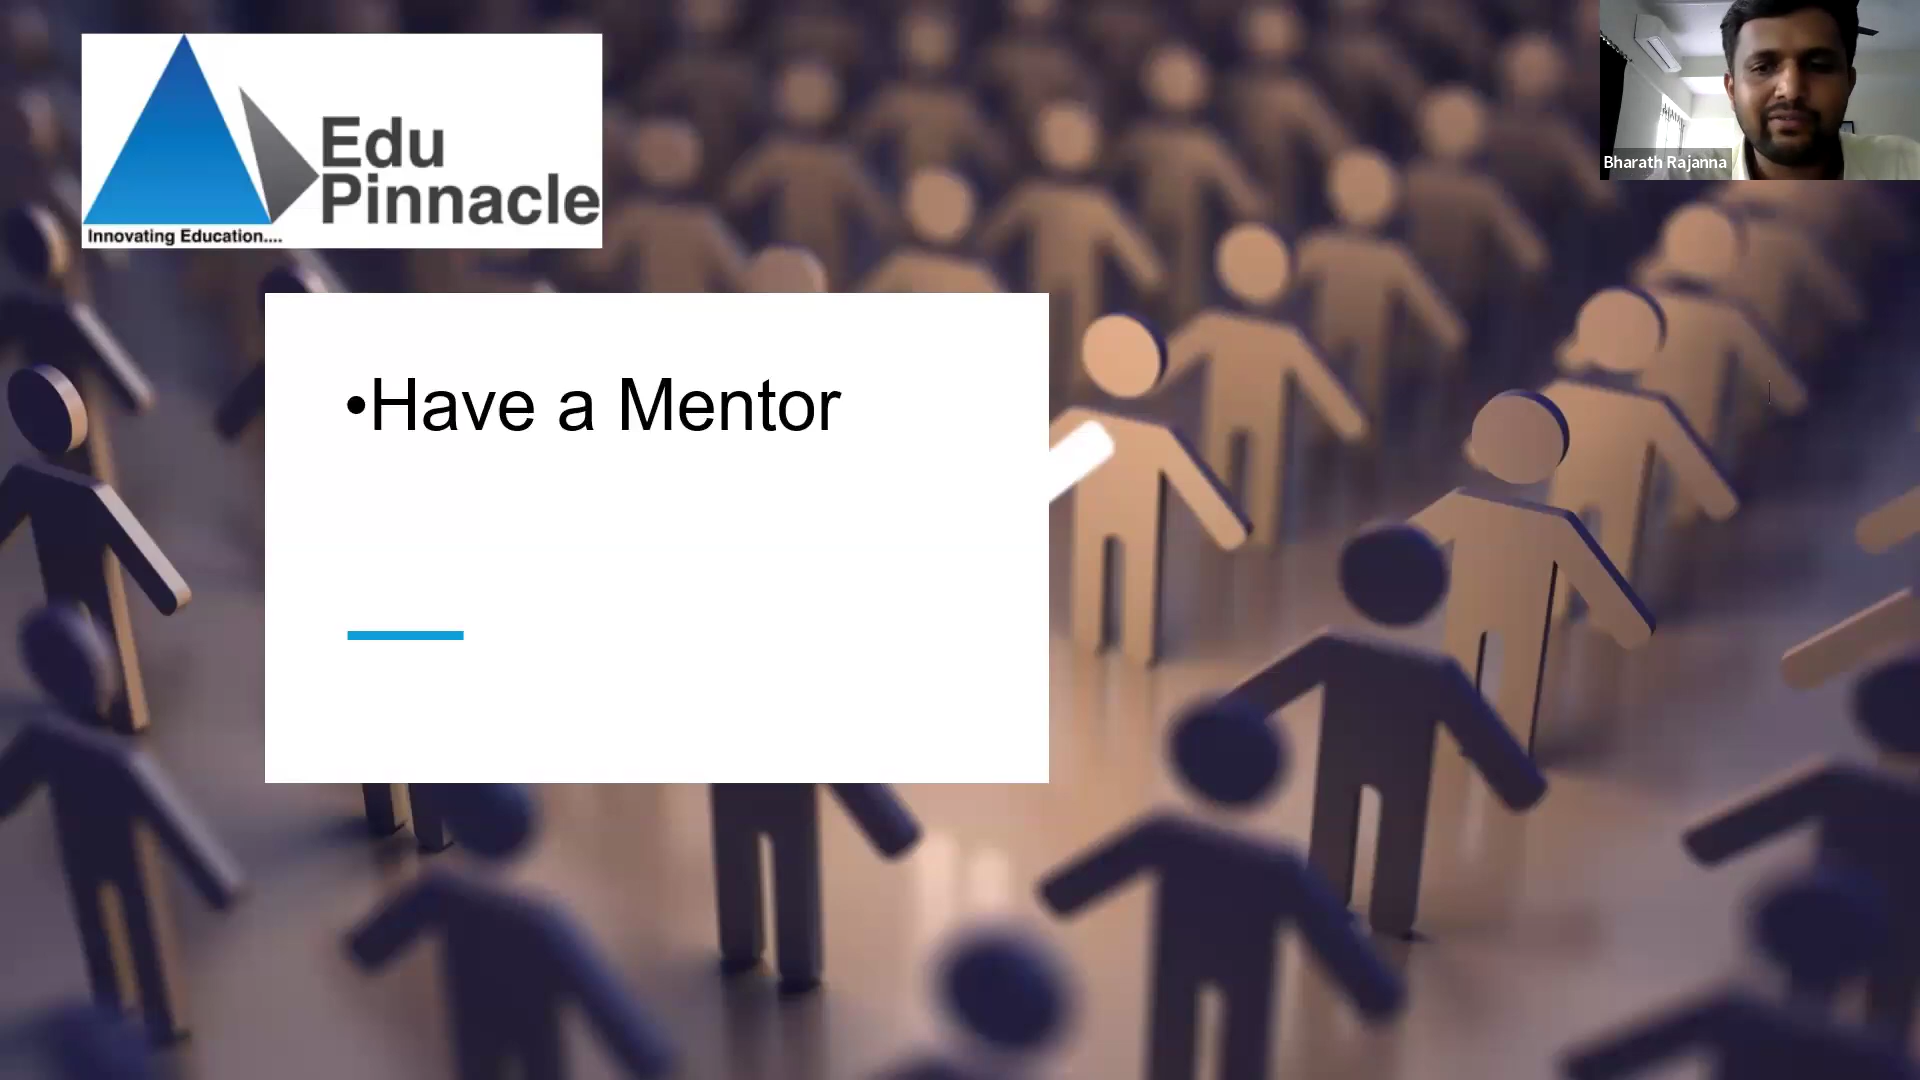 Edu
Pinnacle
Innovating Education....
Bharath Rajanna
•Have a Mentor